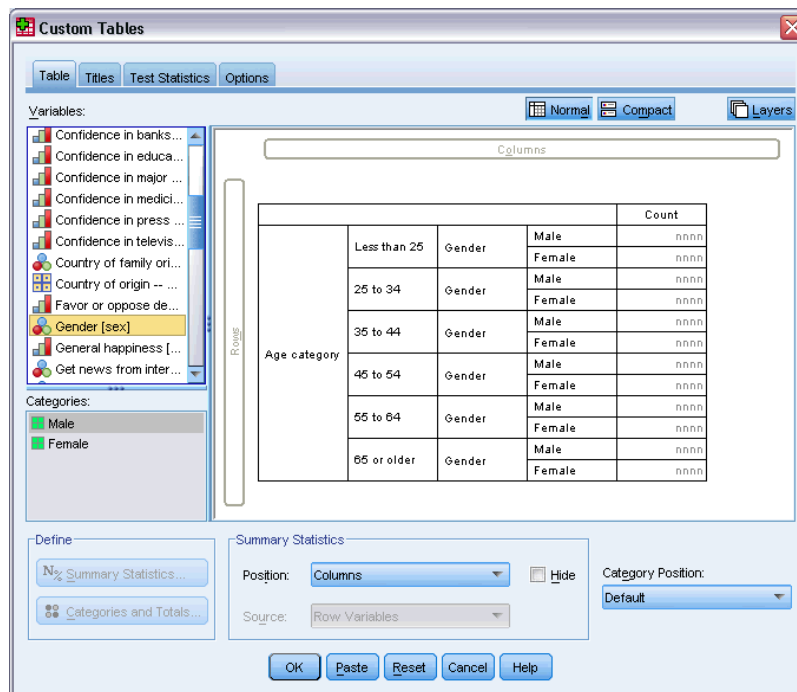 Custom Tables
Table Titles Test Statistics Options
Variables:
Normal Compact Layers
Confidence in banks...
Confidence in educa...
Confidence in major ...
Confidence in medici...
Confidence in press ...
Confidence in televis...
Country of family ori...
Country of origin -- ...
Favor or oppose de...
Gender [sex]
General happiness [...
Get news from inter...
Categories:
Male
Female
Columns
Rows
Count
Age category
Less than 25 Gender Male nnnn
Female nnnn
25 to 34 Gender Male nnnn
Female nnnn
35 to 44 Gender Male nnnn
Female nnnn
45 to 54 Gender Male nnnn
Female nnnn
55 to 64 Gender Male nnnn
Female nnnn
65 or older Gender Male nnnn
Female nnnn
Define
N% Summary Statistics...
Categories and Totals...
Summary Statistics
Position: Columns Hide
Source: Row Variables
Category Position:
Default
OK Paste Reset Cancel Help